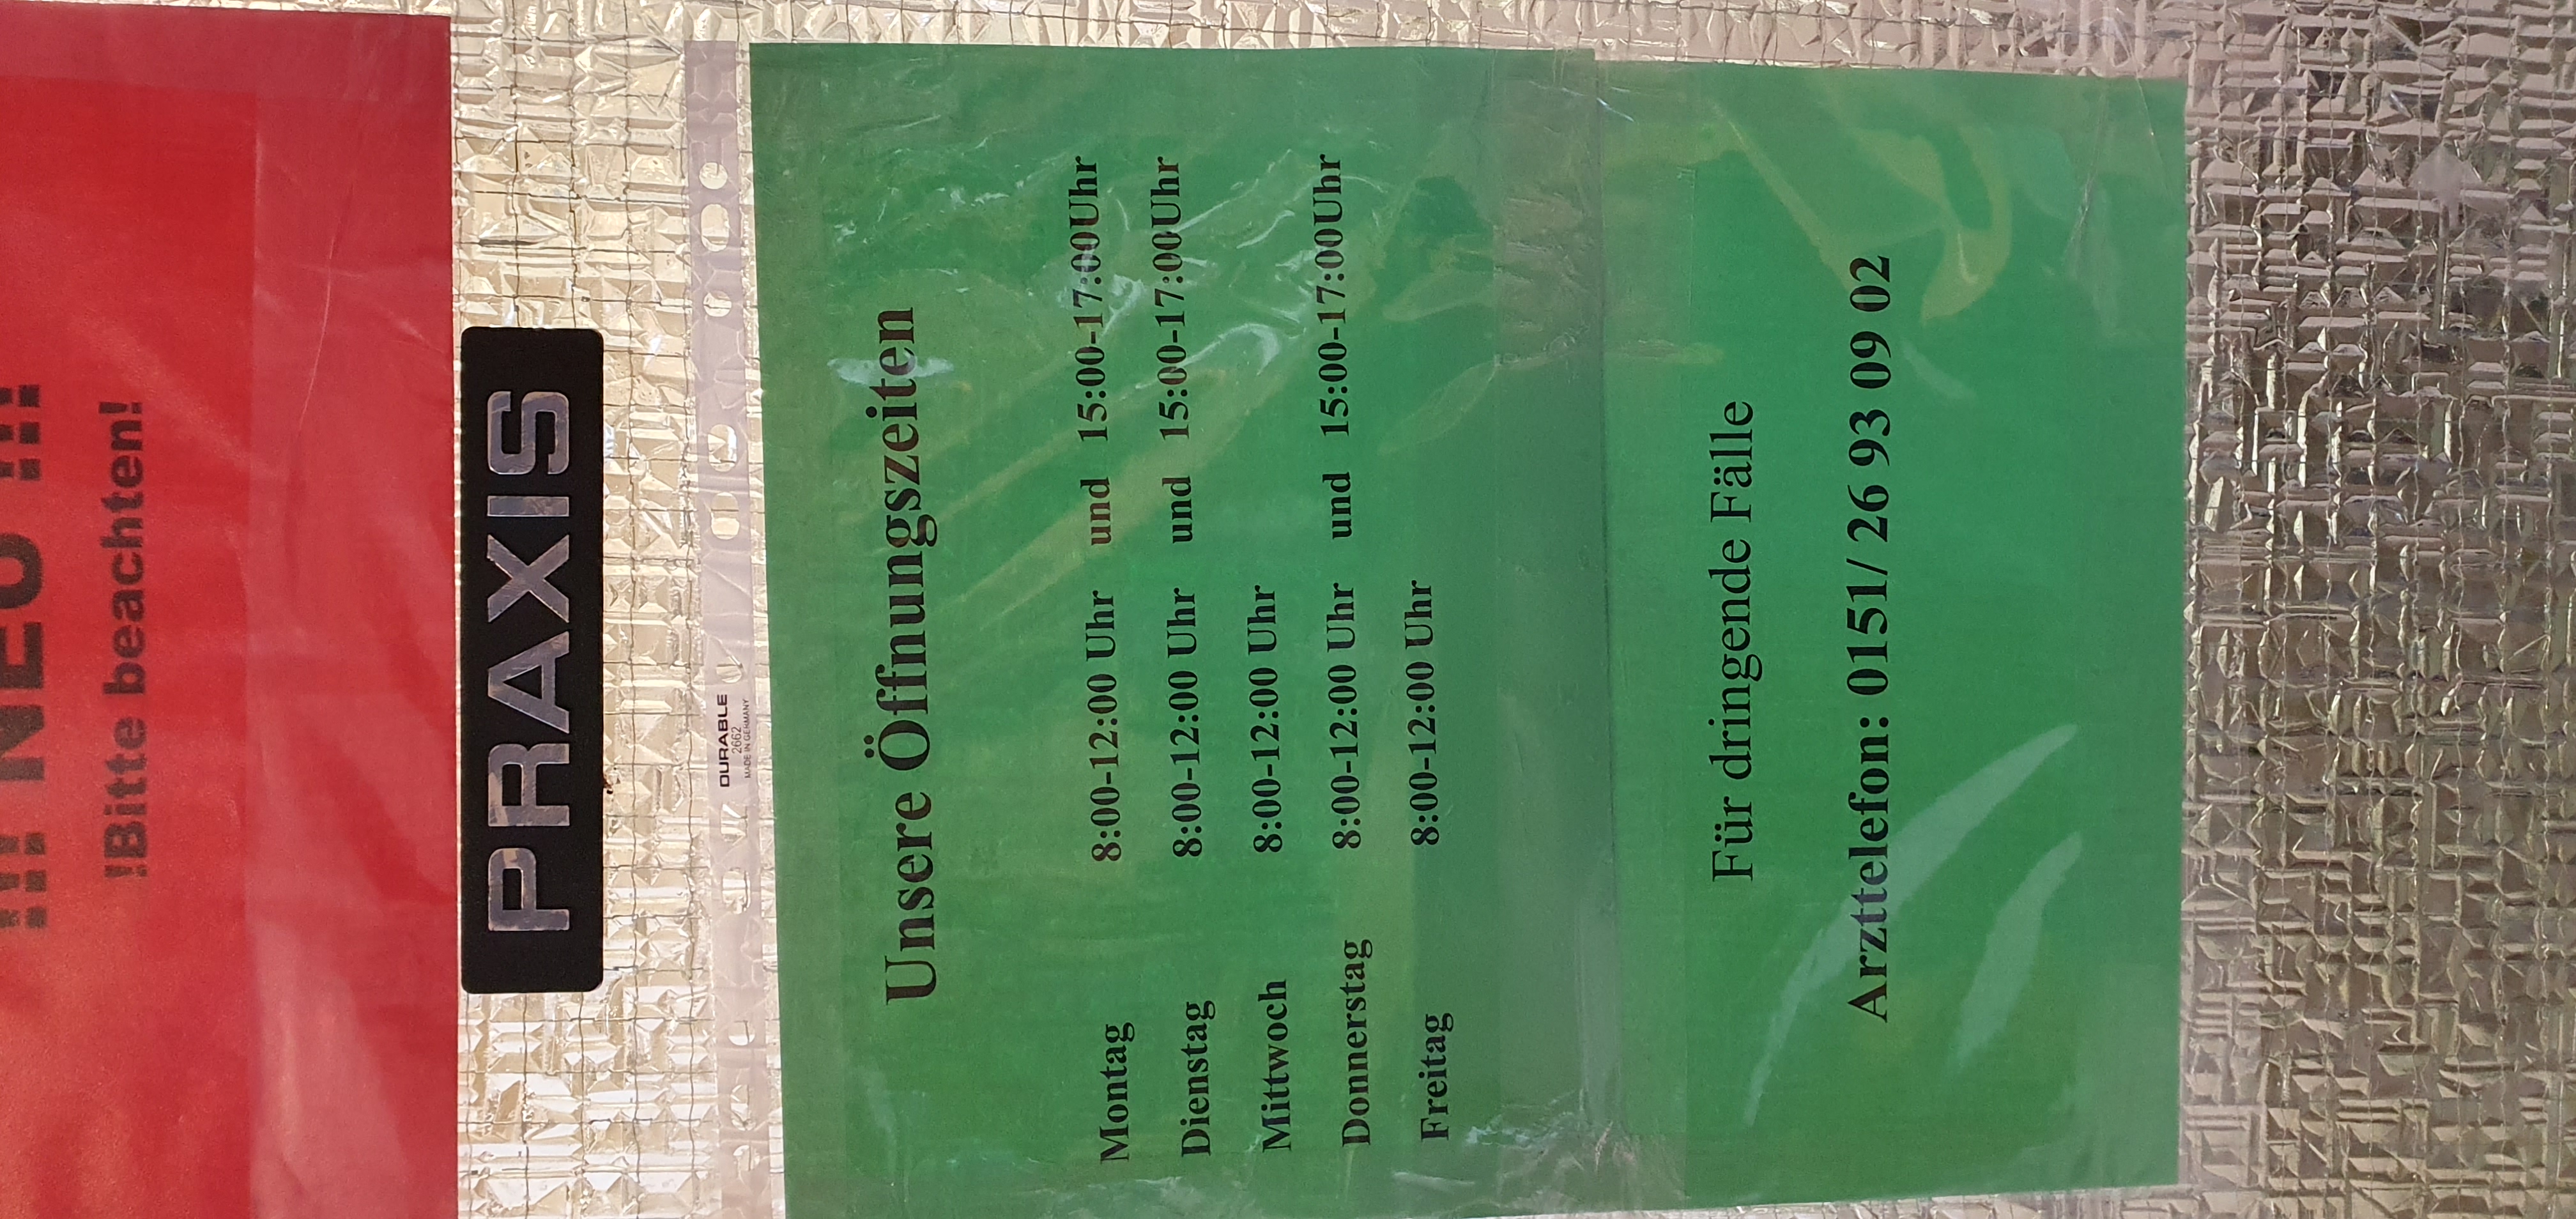 !!! NEU !!!
!!Bitte beachten!
PRAXIS
DURABLE
2662
MADE IN GERMANY
Unsere Öffnungszeiten
Montag 8:00-12:00 Uhr und 15:00-17:00Uhr
Dienstag 8:00-12:00 Uhr und 15:00-17:00Uhr
Mittwoch 8:00-12:00 Uhr
Donnerstag 8:00-12:00 Uhr und 15:00-17:00Uhr
Freitag 8:00-12:00 Uhr
Für dringende Fälle
Arzttelefon: 0151/ 26 93 09 02